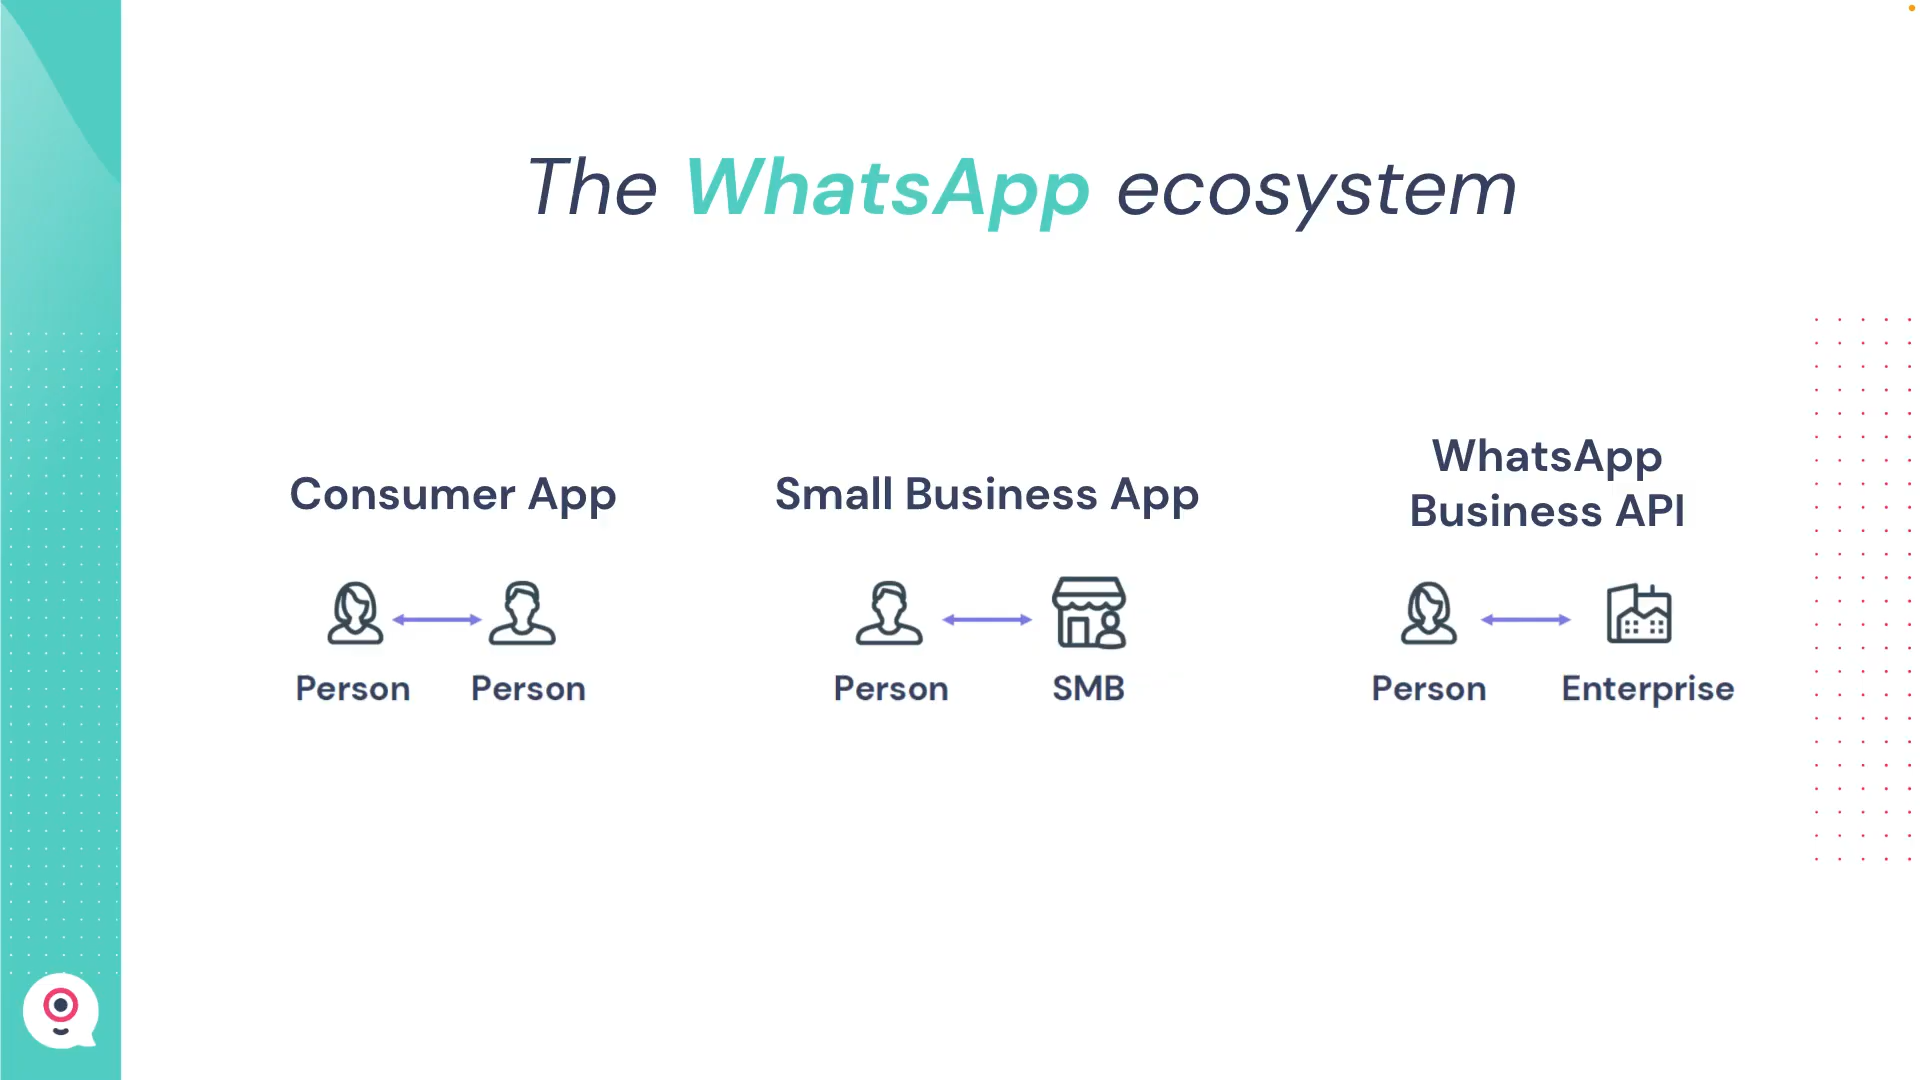 The WhatsApp ecosystem
Consumer App
Person
Person
Small Business App
Person
SMB
WhatsApp
Business API
Person
Enterprise